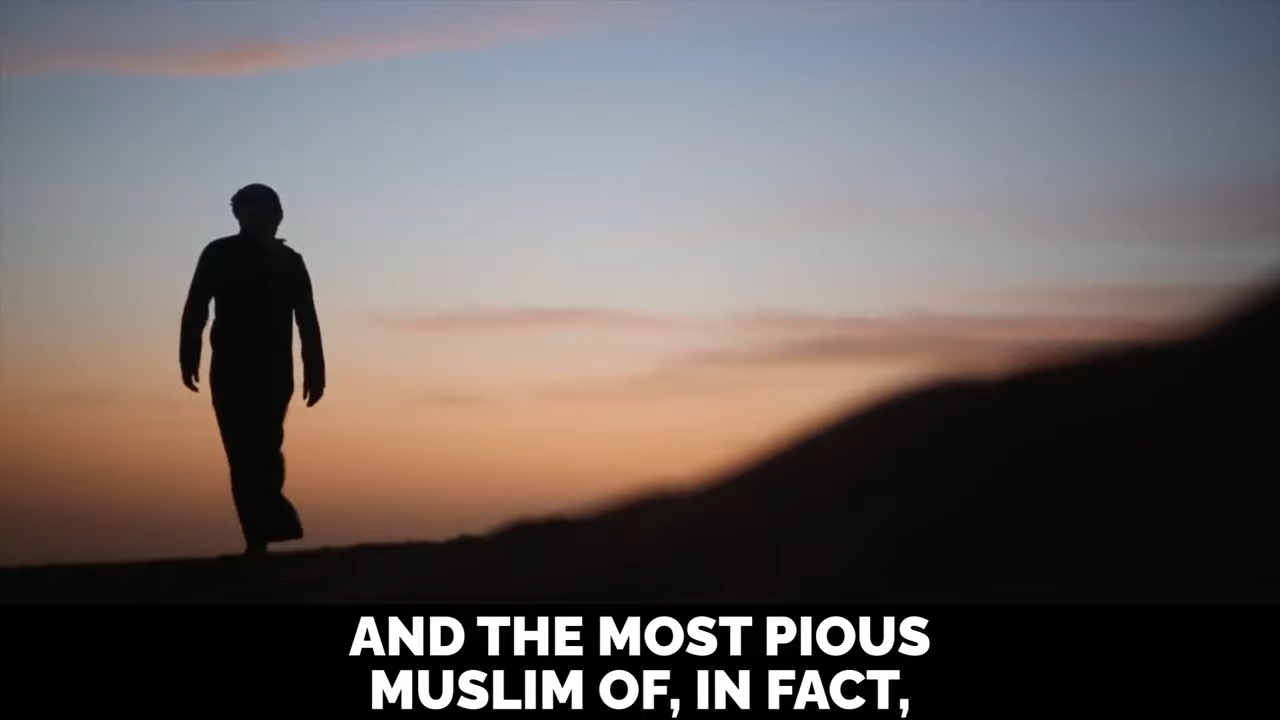 AND THE MOST PIOUS
MUSLIM OF, IN FACT,